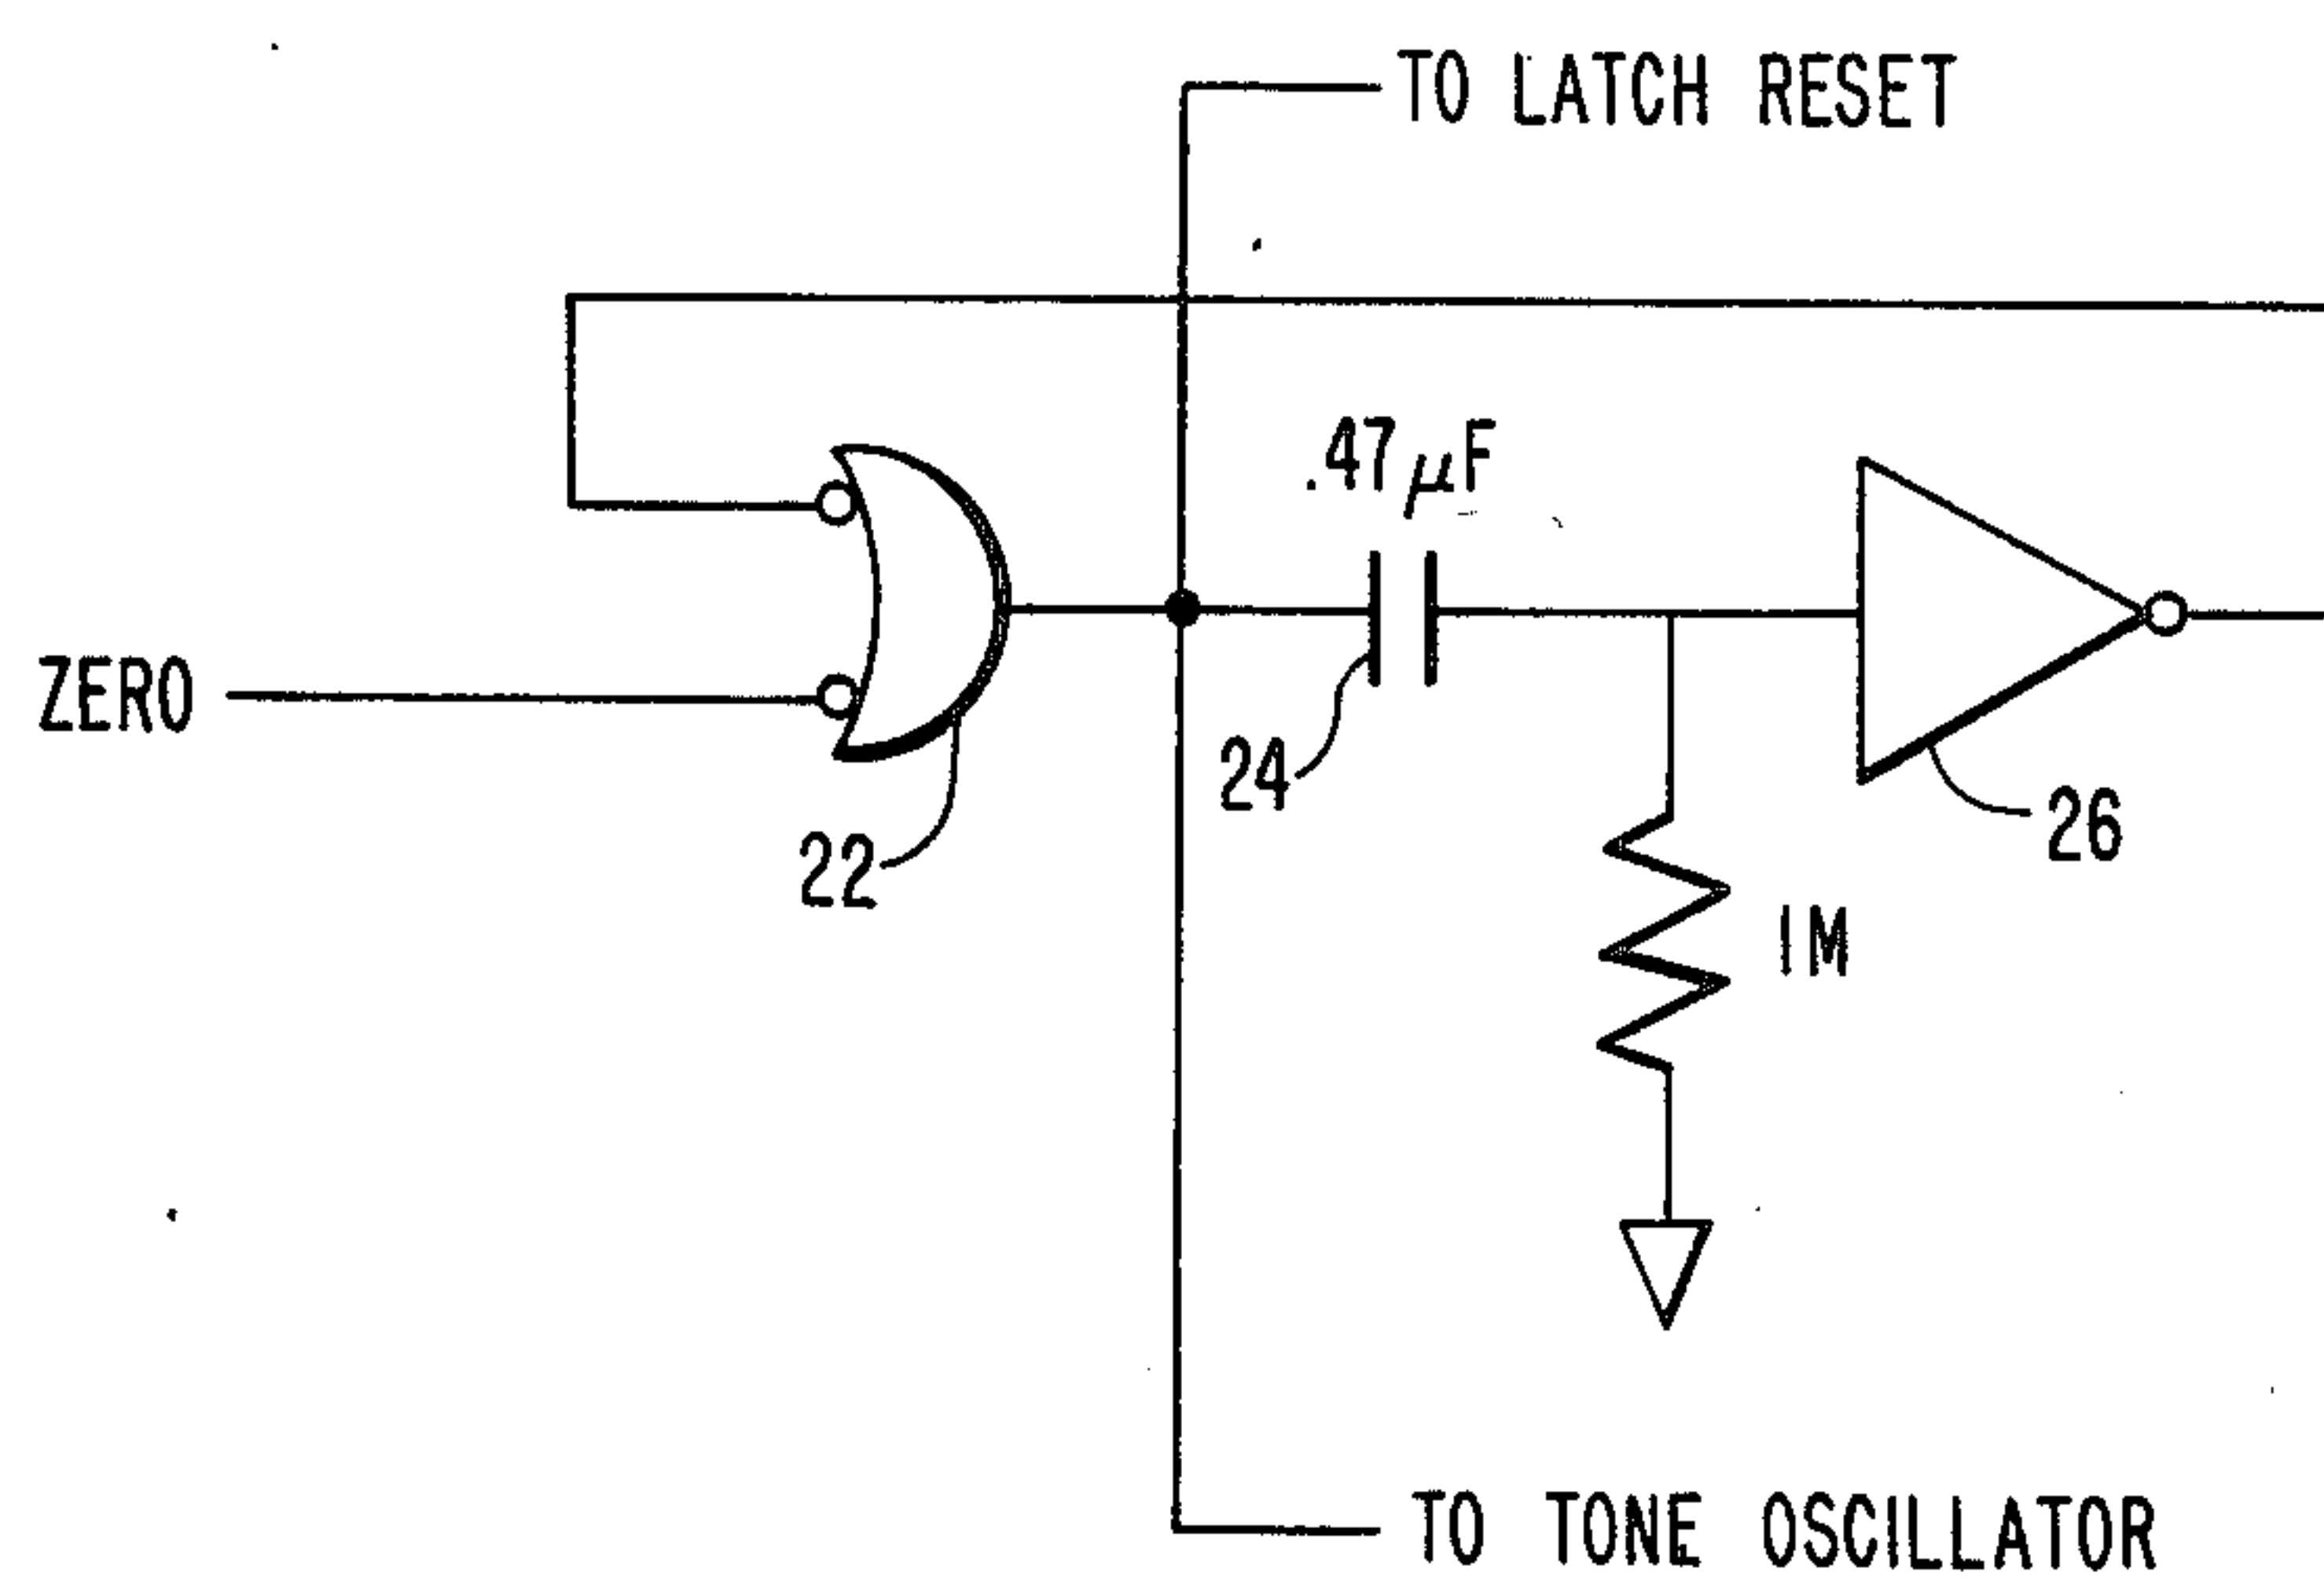 TO LATCH RESET
.47µF
ZERO
24
22
26
1M
TO TONE OSCILLATOR